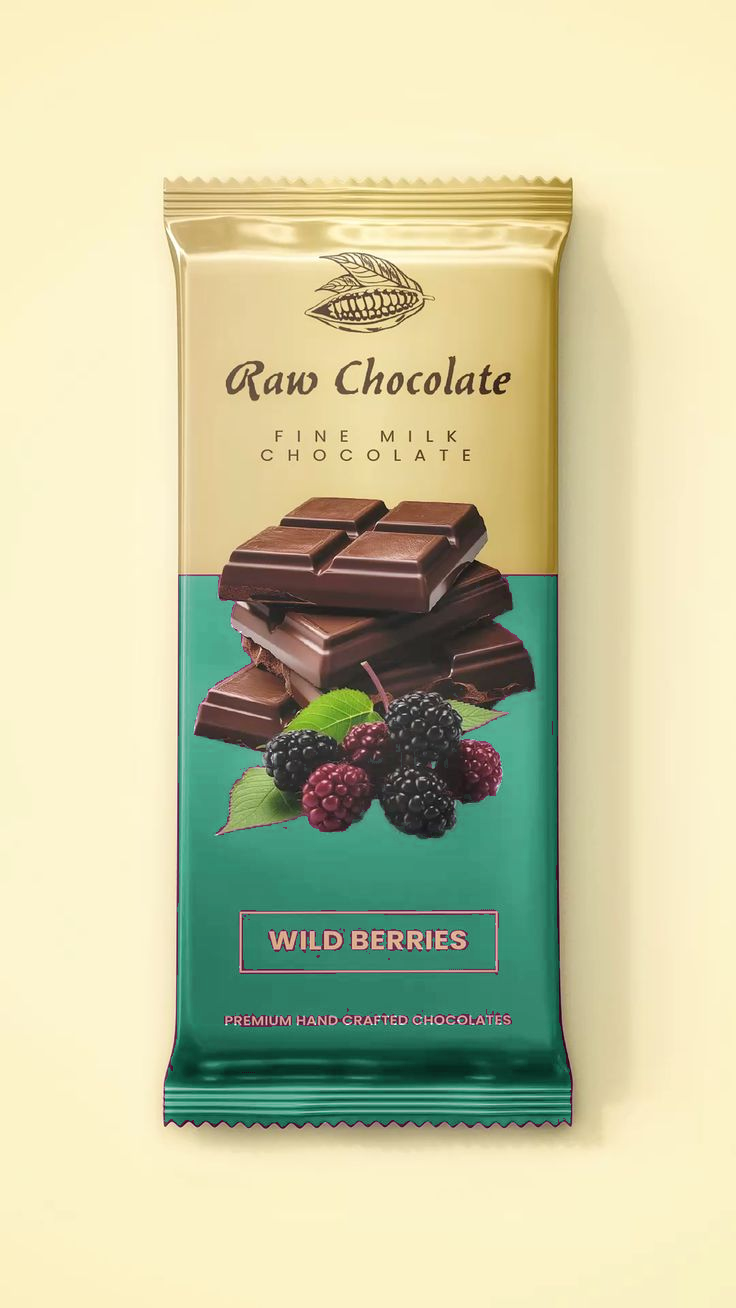 Raw Chocolate
FINE MILK
CHOCOLATE
WILD BERRIES
PREMIUM HAND CRAFTED CHOCOLATES